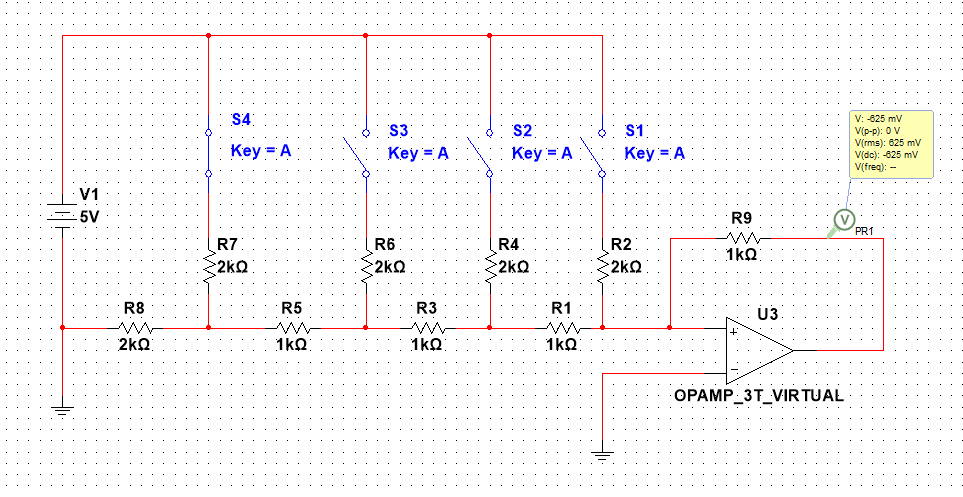 S4
Key = A
S3
Key = A
S2
Key = A
S1
Key = A
V: -625 mV
V(p-p): 0 V
V(rms): 625 mV
V(dc): -625 mV
V(freq): --
V
PR1
V1
5V
R7
2kΩ
R6
2kΩ
R4
2kΩ
R2
2kΩ
R9
1kΩ
R8
2kΩ
R5
1kΩ
R3
1kΩ
R1
1kΩ
U3
+
−
OPAMP_3T_VIRTUAL